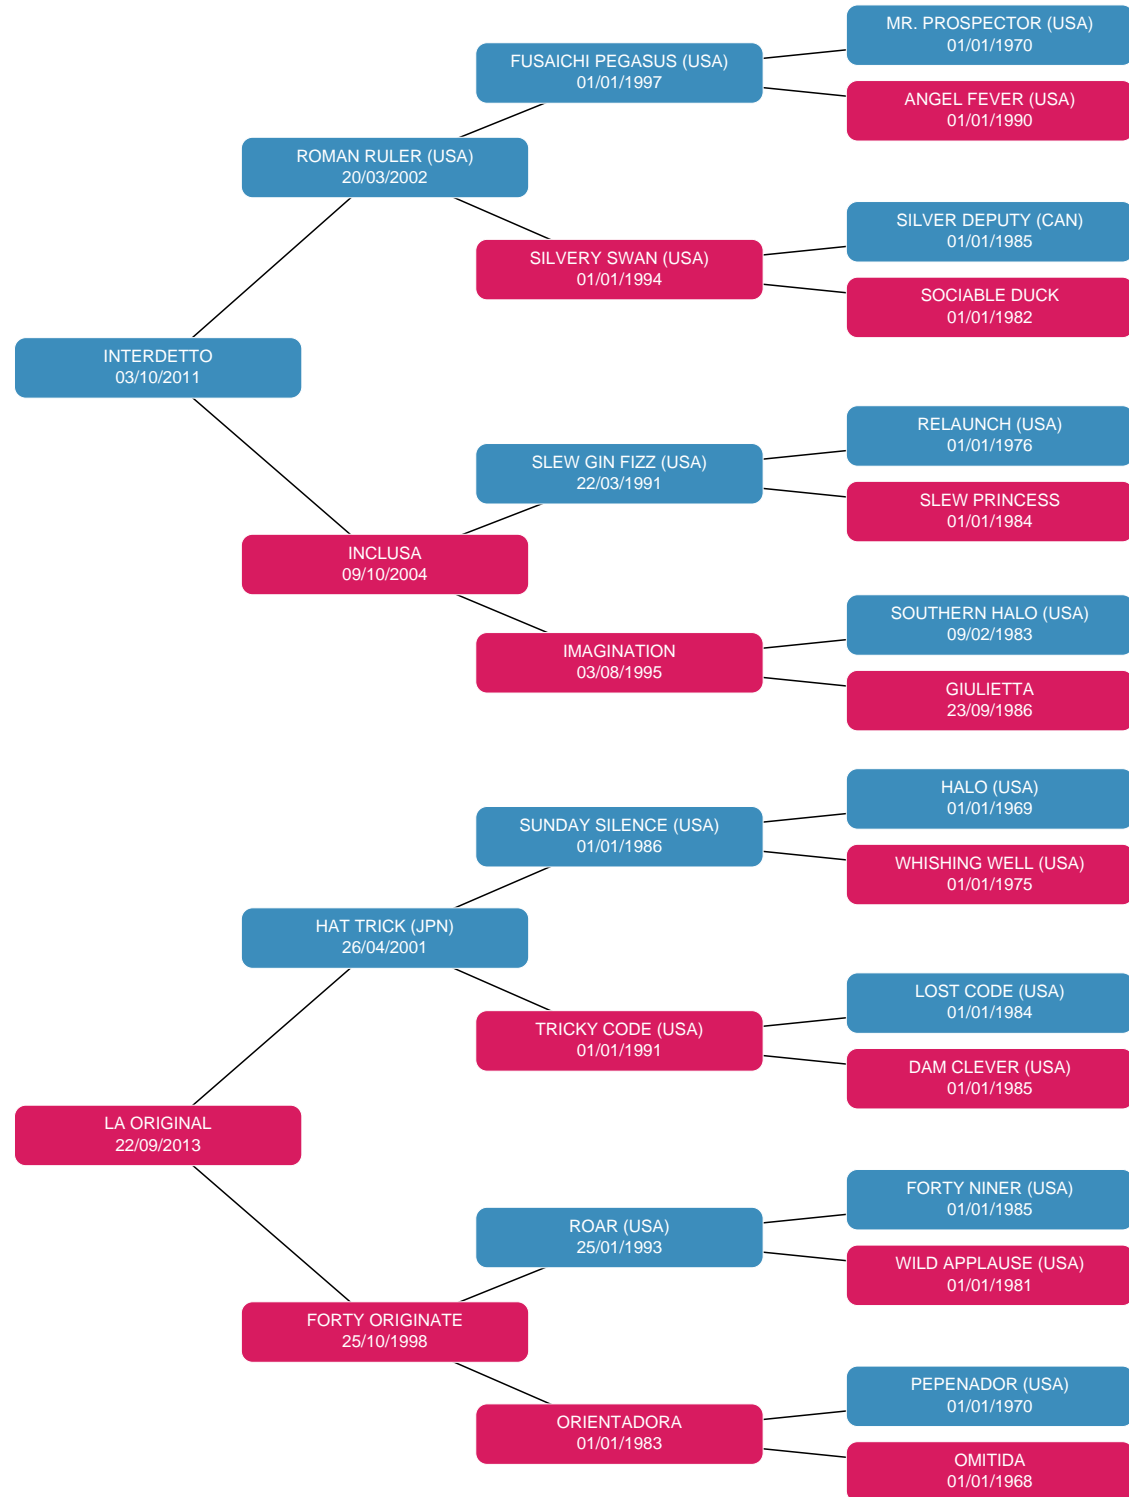 MR. PROSPECTOR (USA)
01/01/1970
FUSAICHI PEGASUS (USA)
01/01/1997
ANGEL FEVER (USA)
01/01/1990
ROMAN RULER (USA)
20/03/2002
SILVER DEPUTY (CAN)
01/01/1985
SILVERY SWAN (USA)
01/01/1994
SOCIABLE DUCK
01/01/1982
INTERDETTO
03/10/2011
RELAUNCH (USA)
01/01/1976
SLEW GIN FIZZ (USA)
22/03/1991
SLEW PRINCESS
01/01/1984
INCLUSA
09/10/2004
SOUTHERN HALO (USA)
09/02/1983
IMAGINATION
03/08/1995
GIULIETTA
23/09/1986
HALO (USA)
01/01/1969
SUNDAY SILENCE (USA)
01/01/1986
WHISHING WELL (USA)
01/01/1975
HAT TRICK (JPN)
26/04/2001
LOST CODE (USA)
01/01/1984
TRICKY CODE (USA)
01/01/1991
DAM CLEVER (USA)
01/01/1985
LA ORIGINAL
22/09/2013
FORTY NINER (USA)
01/01/1985
ROAR (USA)
25/01/1993
WILD APPLAUSE (USA)
01/01/1981
FORTY ORIGINATE
25/10/1998
PEPENADOR (USA)
01/01/1970
ORIENTADORA
01/01/1983
OMITIDA
01/01/1968